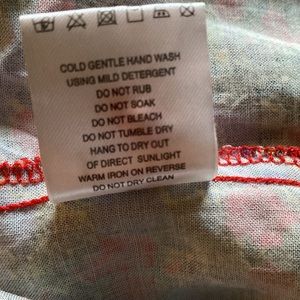 COLD GENTLE HAND WASH
USING MILD DETERGENT
DO NOT RUB
DO NOT SOAK
DO NOT BLEACH
DO NOT TUMBLE DRY
HANG TO DRY OUT
OF DIRECT SUNLIGHT
WARM IRON ON REVERSE
DO NOT DRY CLEAN